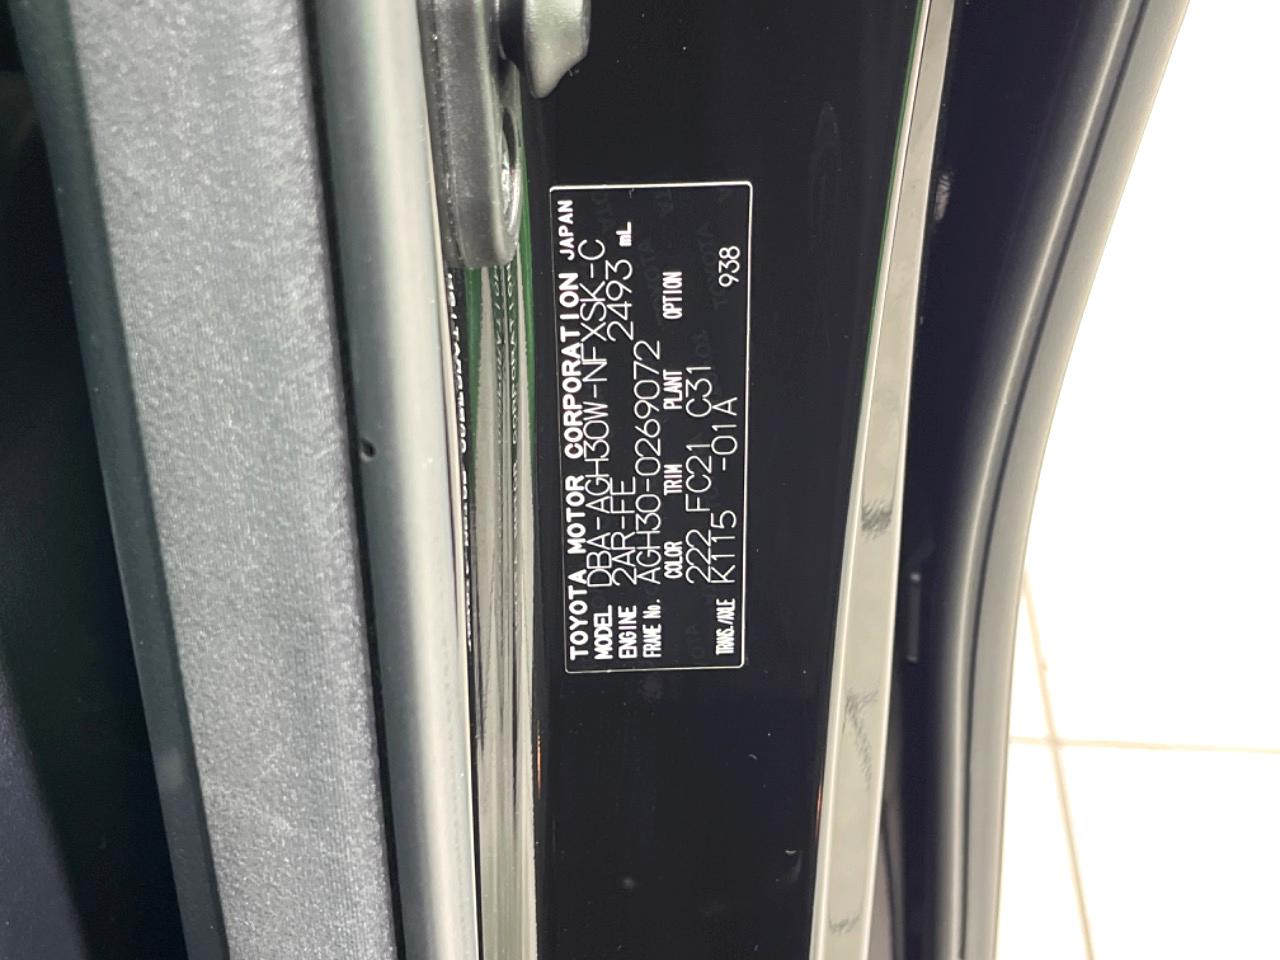 TOYOTA MOTOR CORPORATION JAPAN
MODEL DBA-AGH30W-NFXSK-C
ENGINE 2AR-FE 2493 mL
FRAME No. AGH30-0269072
COLOR TRIM PLANT OPTION
222 FC21 C31
TRANS./AXLE K115 -01A 938